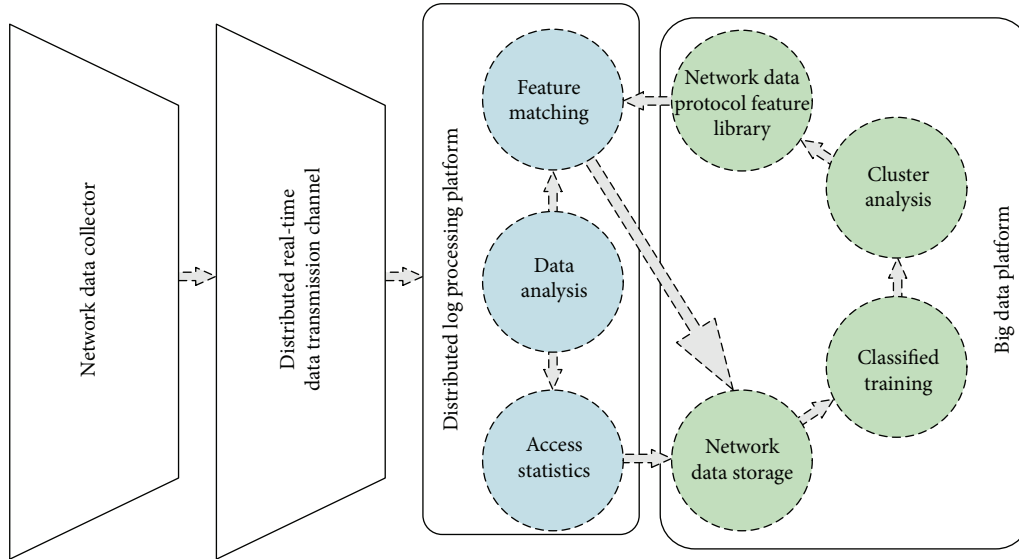 Network data collector
Distributed real-time
data transmission channel
Distributed log processing platform
Feature
matching
Data
analysis
Access
statistics
Network data
protocol feature
library
Cluster
analysis
Classified
training
Network
data storage
Big data platform